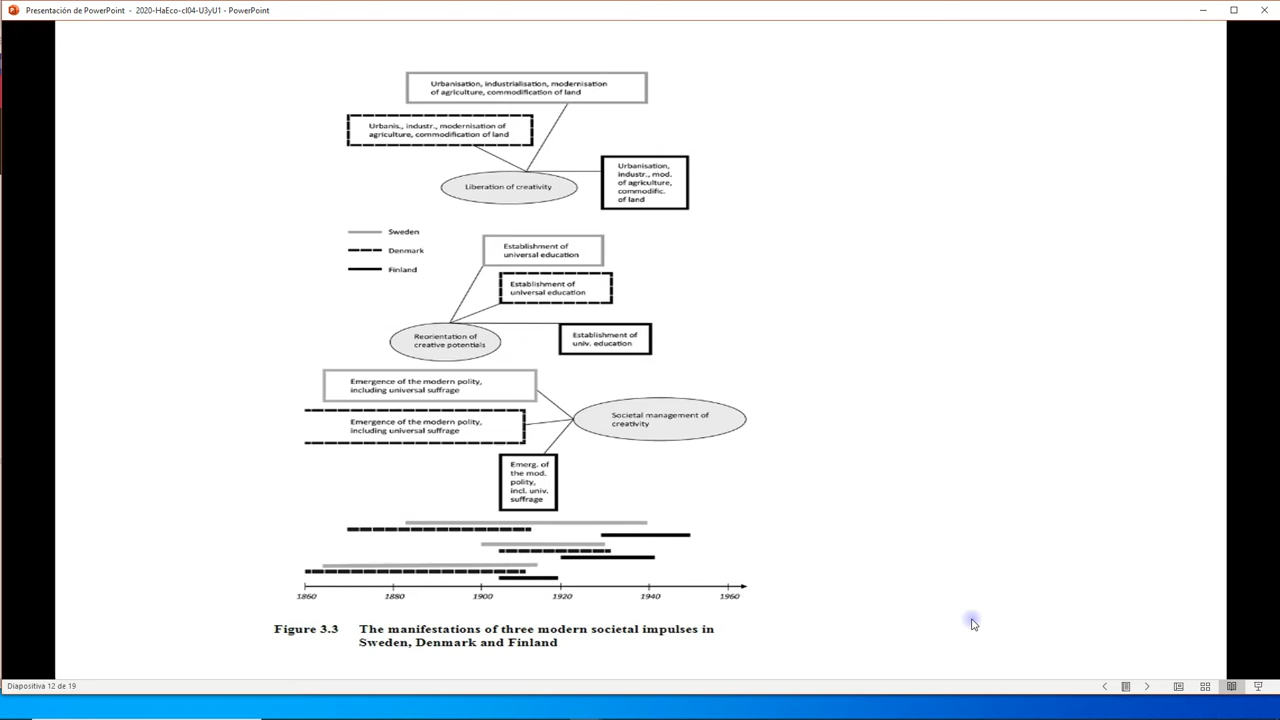 Presentación de PowerPoint - 2020-HaEco-cl04-U3yU1 - PowerPoint
Urbanisation, industrialisation, modernisation
of agriculture, commodification of land
Urbanis., industr., modernisation of
agriculture, commodification of land
Urbanisation,
industr., mod.
of agriculture,
commodific.
of land
Liberation of creativity
Sweden
Denmark
Finland
Establishment of
universal education
Establishment of
universal education
Establishment of
univ. education
Reorientation of
creative potentials
Emergence of the modern polity,
including universal suffrage
Emergence of the modern polity,
including universal suffrage
Societal management of
creativity
Emerg. of
the mod.
polity,
incl. univ.
suffrage
1860 1880 1900 1920 1940 1960
Figure 3.3 The manifestations of three modern societal impulses in
Sweden, Denmark and Finland
Diapositiva 12 de 19